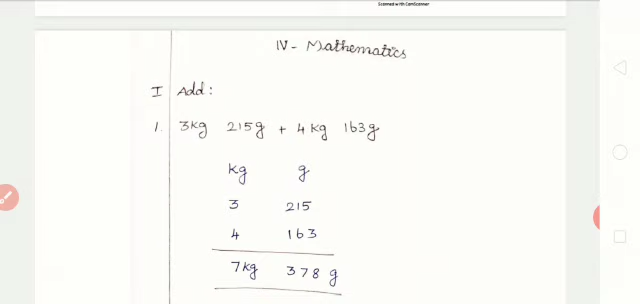 Scanned with CamScanner
IV - Mathematics
I Add:
1. 3kg 215g + 4kg 163g
kg g
3 215
4 163
7kg 378 g